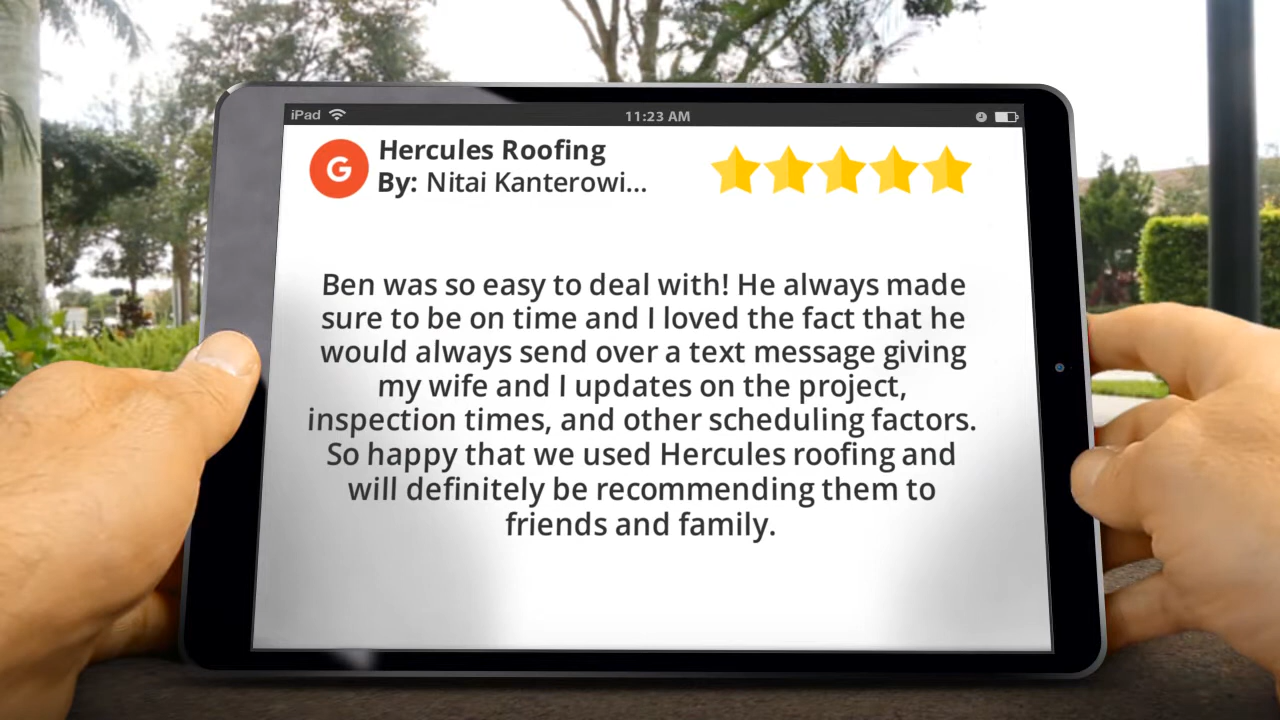 iPad 11:23 AM
G
Hercules Roofing
By: Nitai Kanterowi...
Ben was so easy to deal with! He always made
sure to be on time and I loved the fact that he
would always send over a text message giving
my wife and I updates on the project,
inspection times, and other scheduling factors.
So happy that we used Hercules roofing and
will definitely be recommending them to
friends and family.